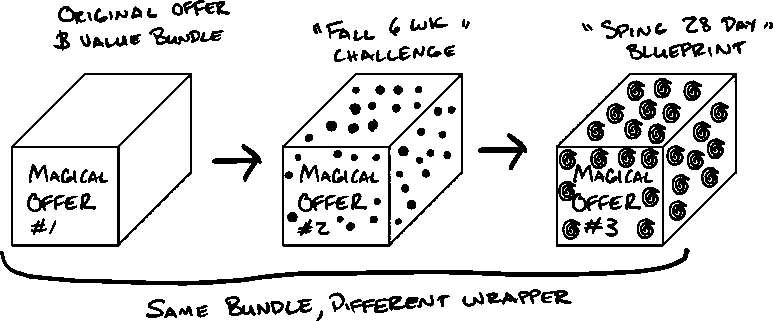 ORIGINAL OFFER
$ VALUE BUNDLE
"FALL 6 WK"
CHALLENGE
"SPING 28 DAY"
BLUEPRINT
MAGICAL
OFFER
#1
MAGICAL
OFFER
#2
MAGICAL
OFFER
#3
SAME BUNDLE, DIFFERENT WRAPPER